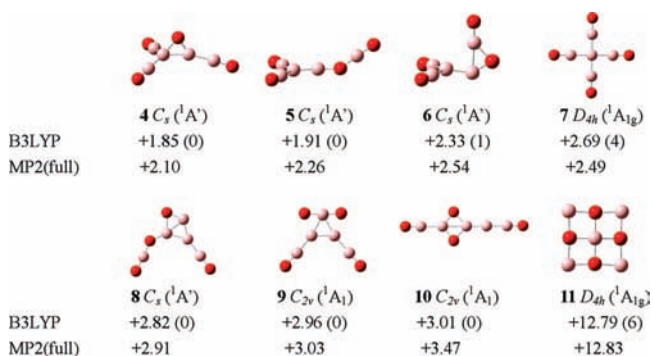 4 Cs (1A') 5 Cs (1A') 6 Cs (1A') 7 D4h (1A1g)
B3LYP +1.85 (0) +1.91 (0) +2.33 (1) +2.69 (4)
MP2(full) +2.10 +2.26 +2.54 +2.49
8 Cs (1A') 9 C2v (1A1) 10 C2v (1A1) 11 D4h (1A1g)
B3LYP +2.82 (0) +2.96 (0) +3.01 (0) +12.79 (6)
MP2(full) +2.91 +3.03 +3.47 +12.83